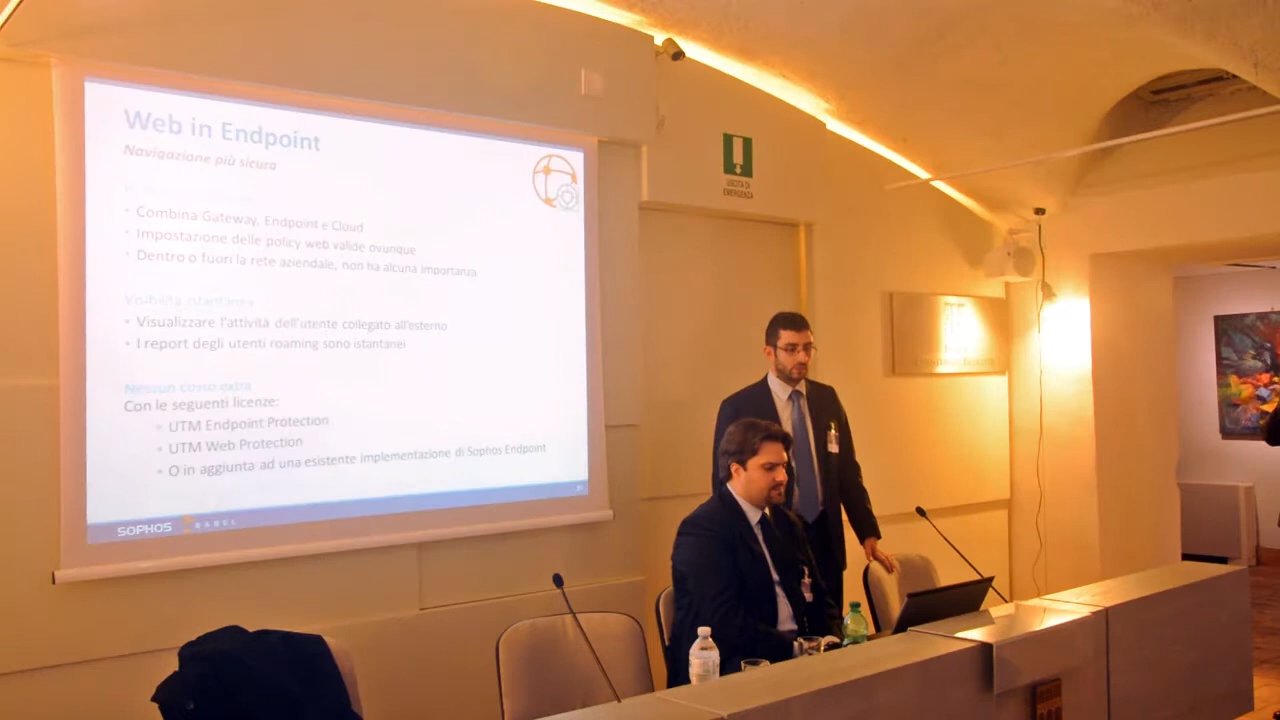 Web in Endpoint
Navigazione più sicura
• Combina Gateway, Endpoint e Cloud
• Impostazione delle policy web valide ovunque
• Dentro o fuori la rete aziendale, non ha alcuna importanza
Visibilità istantanea
• Visualizzare l'attività dell'utente collegato all'esterno
• I report degli utenti roaming sono istantanei
Nessun costo extra
Con le seguenti licenze:
• UTM Endpoint Protection
• UTM Web Protection
• O in aggiunta ad una esistente implementazione di Sophos Endpoint
SOPHOS BABEL
USCITA DI
EMERGENZA